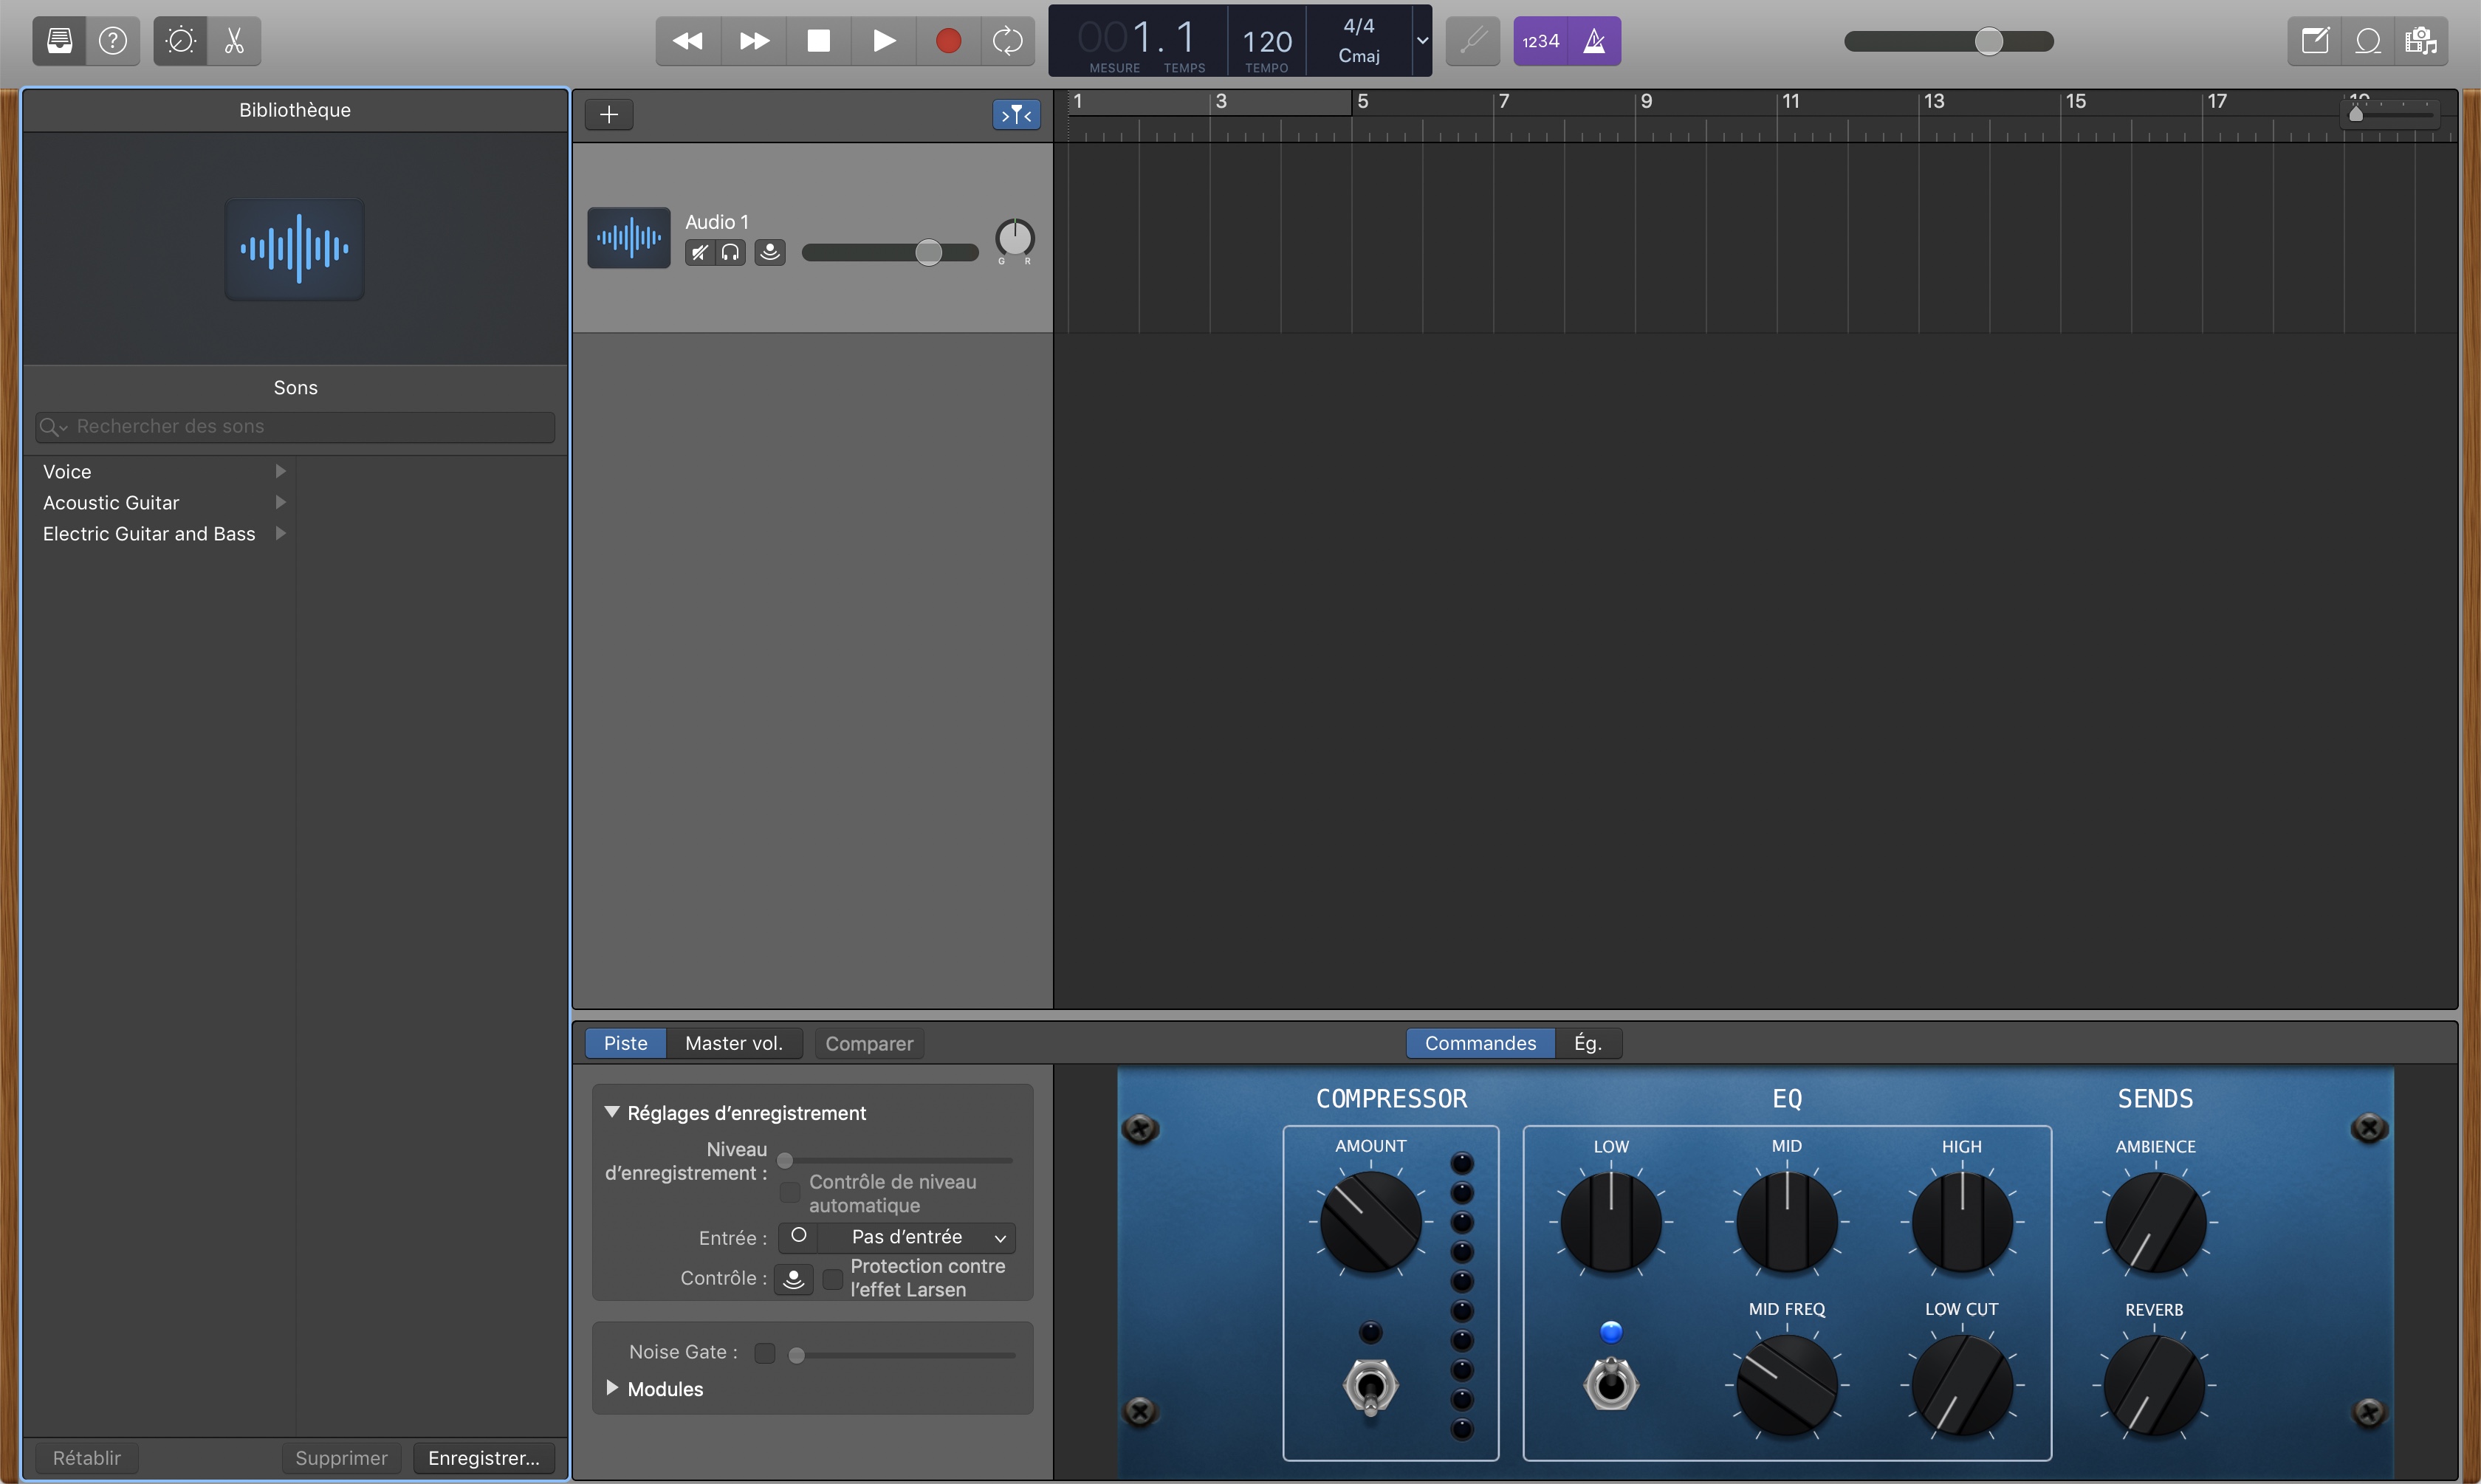 001. 1
MESURE TEMPS
120
TEMPO
4/4
Cmaj
1234
Bibliothèque
Sons
Rechercher des sons
Voice
Acoustic Guitar
Electric Guitar and Bass
Rétablir
Supprimer
Enregistrer...
1 3 5 7 9 11 13 15 17
Audio 1
G R
Piste
Master vol.
Comparer
Commandes
Ég.
Réglages d’enregistrement
Niveau
d’enregistrement :
Contrôle de niveau
automatique
Entrée :
Pas d’entrée
Contrôle :
Protection contre
l’effet Larsen
Noise Gate :
Modules
COMPRESSOR
AMOUNT
EQ
LOW MID HIGH
MID FREQ LOW CUT
SENDS
AMBIENCE
REVERB